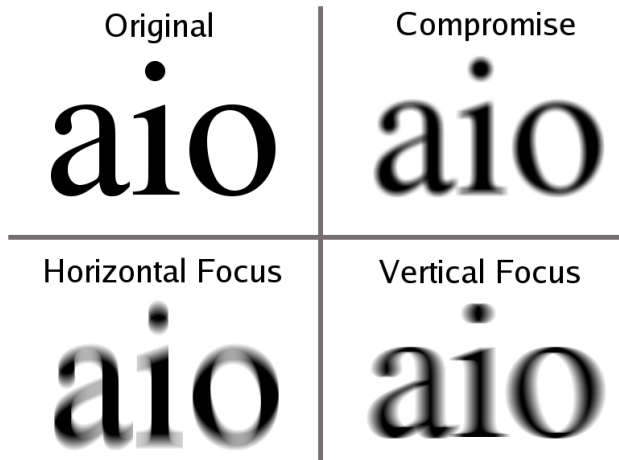 Original
aio
Compromise
aio
Horizontal Focus
aio
Vertical Focus
aio